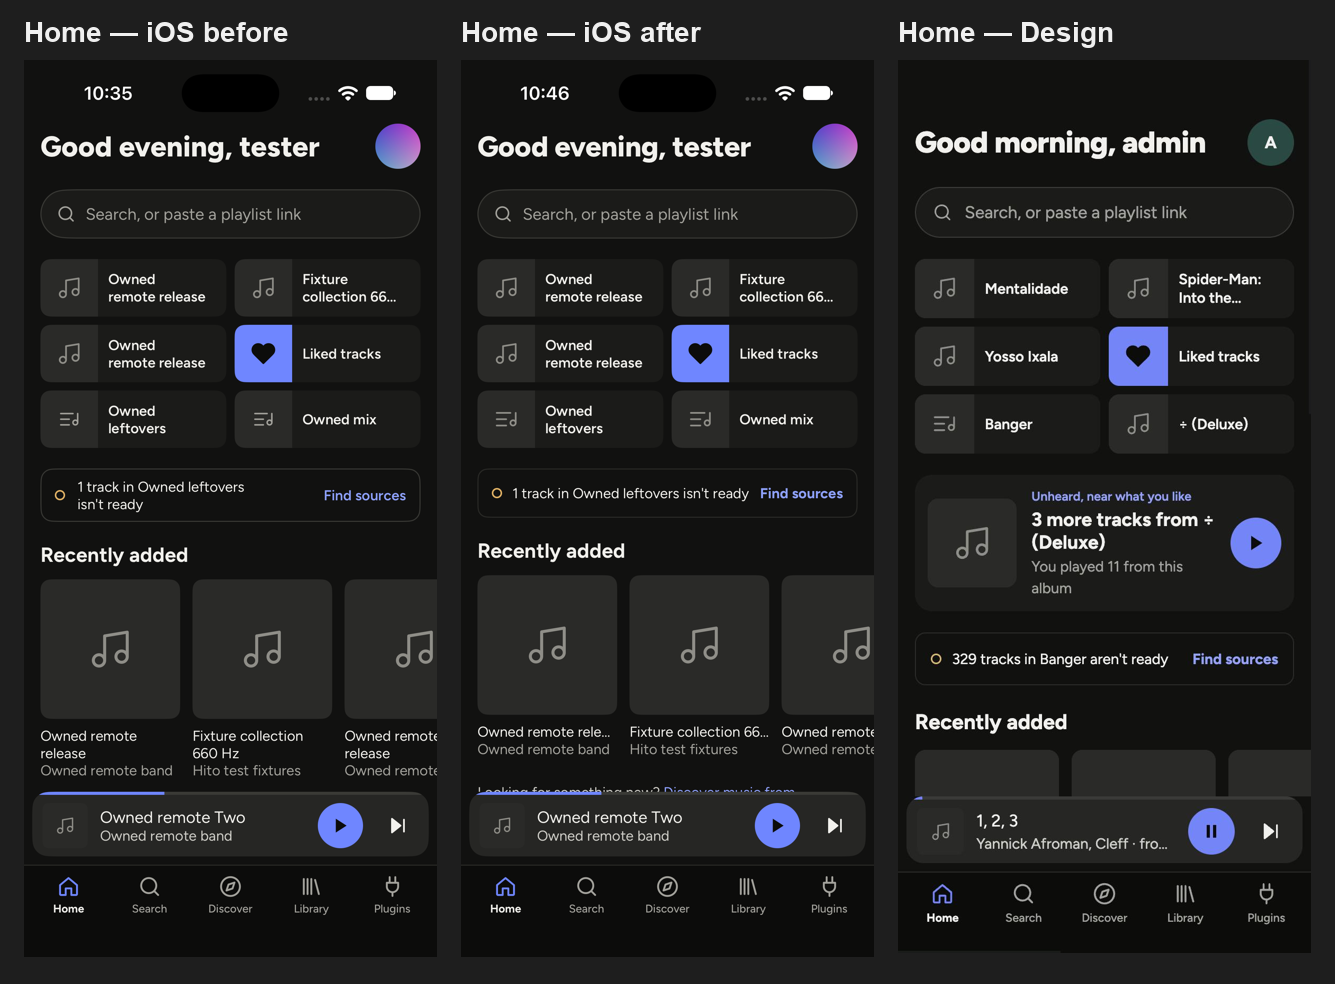 Home — iOS before
10:35
Good evening, tester
Search, or paste a playlist link
Owned
remote release
Fixture
collection 66...
Owned
remote release
Liked tracks
Owned
leftovers
Owned mix
1 track in Owned leftovers
isn't ready
Find sources
Recently added
Owned remote
release
Owned remote band
Fixture collection
660 Hz
Hito test fixtures
Owned remote
release
Owned remote
Owned remote Two
Owned remote band
Home
Search
Discover
Library
Plugins
Home — iOS after
10:46
Good evening, tester
Search, or paste a playlist link
Owned
remote release
Fixture
collection 66...
Owned
remote release
Liked tracks
Owned
leftovers
Owned mix
1 track in Owned leftovers isn't ready
Find sources
Recently added
Owned remote rele...
Owned remote band
Fixture collection 66...
Hito test fixtures
Owned remote
Owned remote
Looking for something new? Discover music from
Owned remote Two
Owned remote band
Home
Search
Discover
Library
Plugins
Home — Design
Good morning, admin
A
Search, or paste a playlist link
Mentalidade
Spider-Man:
Into the...
Yosso Ixala
Liked tracks
Banger
÷ (Deluxe)
Unheard, near what you like
3 more tracks from ÷
(Deluxe)
You played 11 from this
album
329 tracks in Banger aren't ready
Find sources
Recently added
1, 2, 3
Yannick Afroman, Cleff · fro...
Home
Search
Discover
Library
Plugins